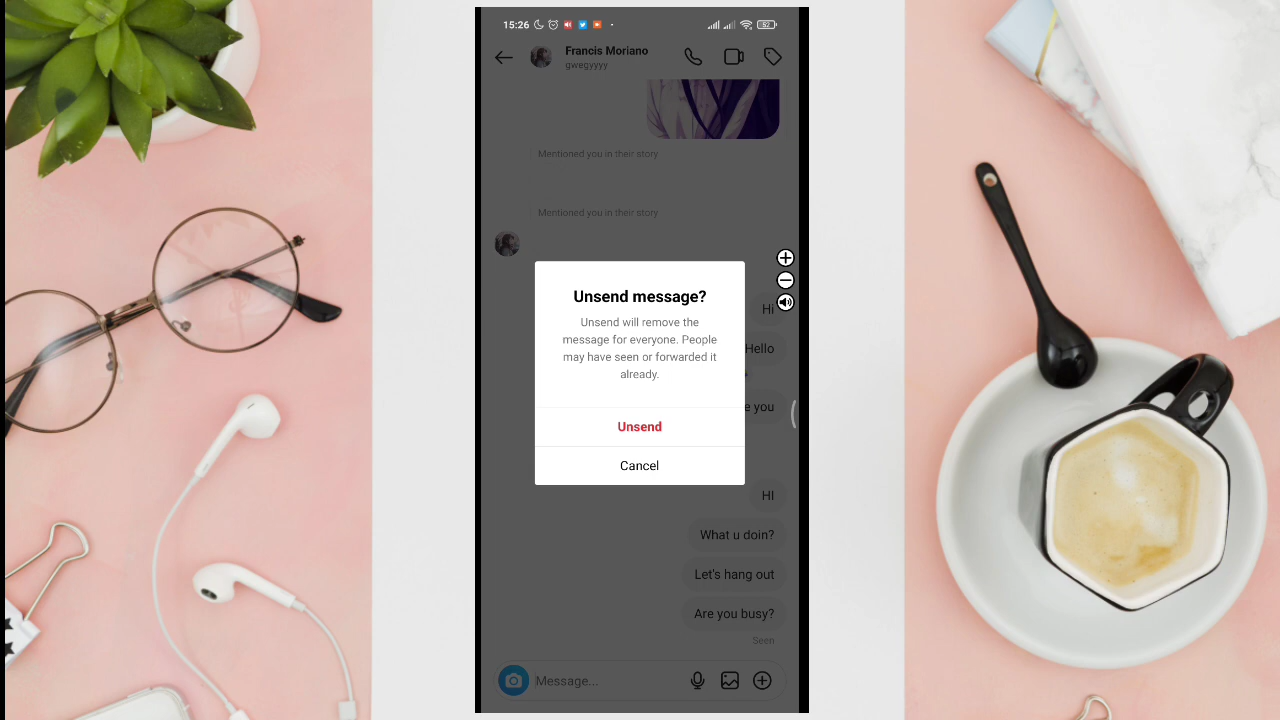 15:26
52
Francis Moriano
gwegyyyy
Mentioned you in their story
Mentioned you in their story
Hi
Hello
Unsend message?
Unsend will remove the
message for everyone. People
may have seen or forwarded it
already.
e you
Unsend
Cancel
HI
What u doin?
Let's hang out
Are you busy?
Seen
Message...